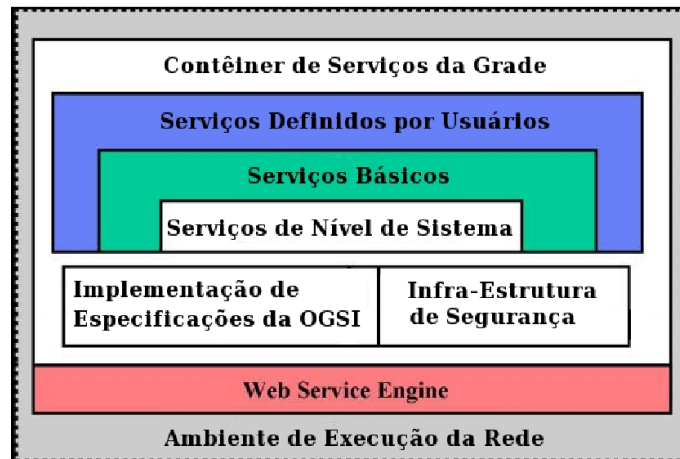 Contêiner de Serviços da Grade
Serviços Definidos por Usuários
Serviços Básicos
Serviços de Nível de Sistema
Implementação de
Especificações da OGSI
Infra-Estrutura
de Segurança
Web Service Engine
Ambiente de Execução da Rede